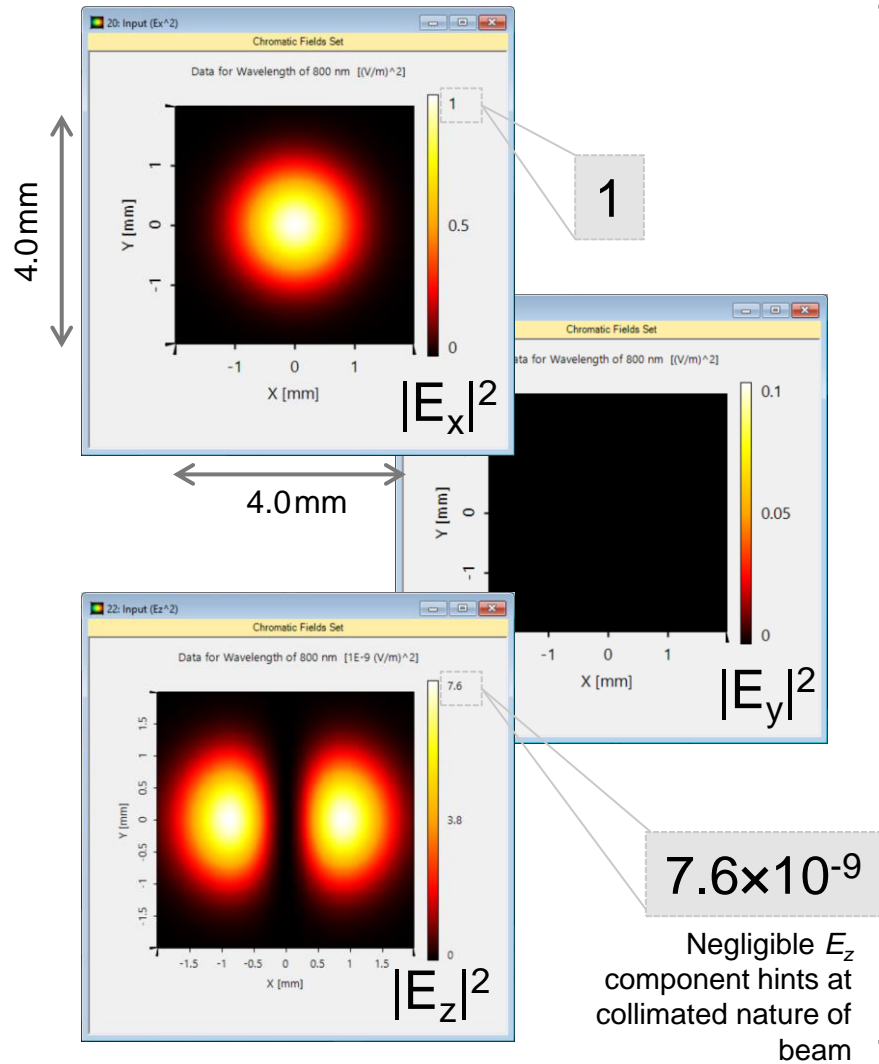 20: Input (Ex^2)
Chromatic Fields Set
Data for Wavelength of 800 nm [(V/m)^2]
1
0.5
0
Y [mm]
1
0
-1
-1
0
1
X [mm]
|Ex|2
4.0mm
4.0mm
1
Chromatic Fields Set
ata for Wavelength of 800 nm [(V/m)^2]
0.1
0.05
0
Y [mm]
0
-1
-1
0
1
X [mm]
|Ey|2
22: Input (Ez^2)
Chromatic Fields Set
Data for Wavelength of 800 nm [1E-9 (V/m)^2]
7.6
3.8
0
Y [mm]
1.5
1
0.5
0
-0.5
-1
-1.5
-1.5
-1
-0.5
0
0.5
1
1.5
X [mm]
|Ez|2
7.6×10-9
Negligible Ez
component hints at
collimated nature of
beam